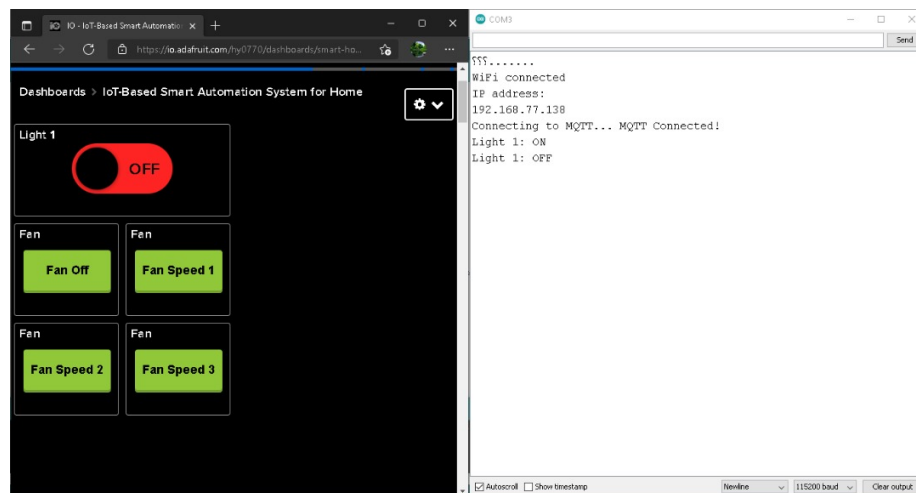 IO - IoT-Based Smart Automatio
https://io.adafruit.com/hy0770/dashboards/smart-ho...
Dashboards > IoT-Based Smart Automation System for Home
Light 1
OFF
Fan
Fan
Fan Off
Fan Speed 1
Fan
Fan
Fan Speed 2
Fan Speed 3
COM3
Send
⸮⸮⸮.......
WiFi connected
IP address:
192.168.77.138
Connecting to MQTT... MQTT Connected!
Light 1: ON
Light 1: OFF
Autoscroll Show timestamp
Newline
115200 baud
Clear output